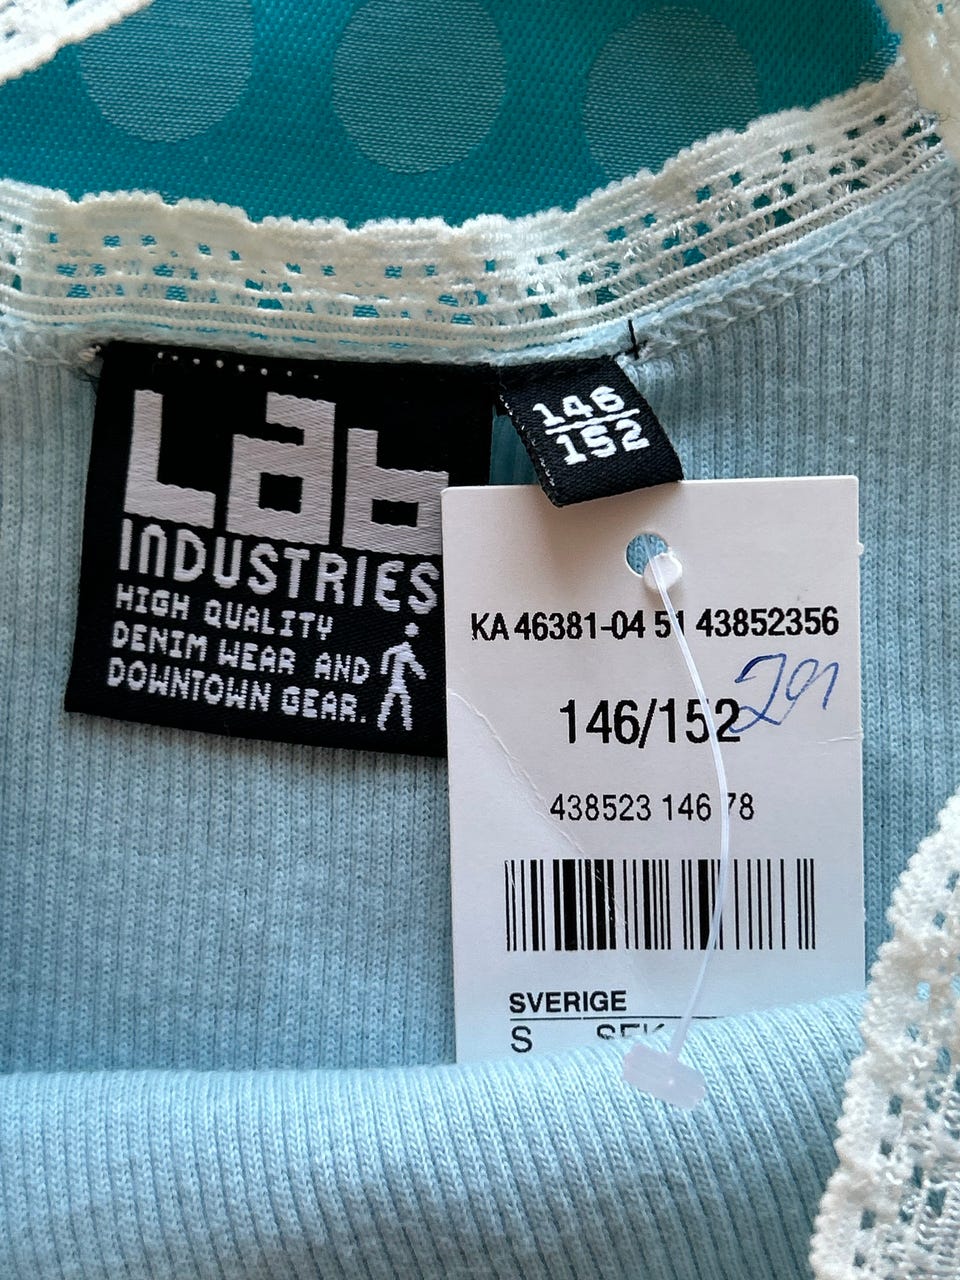 Lab
INDUSTRIES
HIGH QUALITY
DENIM WEAR AND
DOWNTOWN GEAR.
146
152
KA 46381-04 51 43852356
146/152
438523 146 78
SVERIGE
S SEK